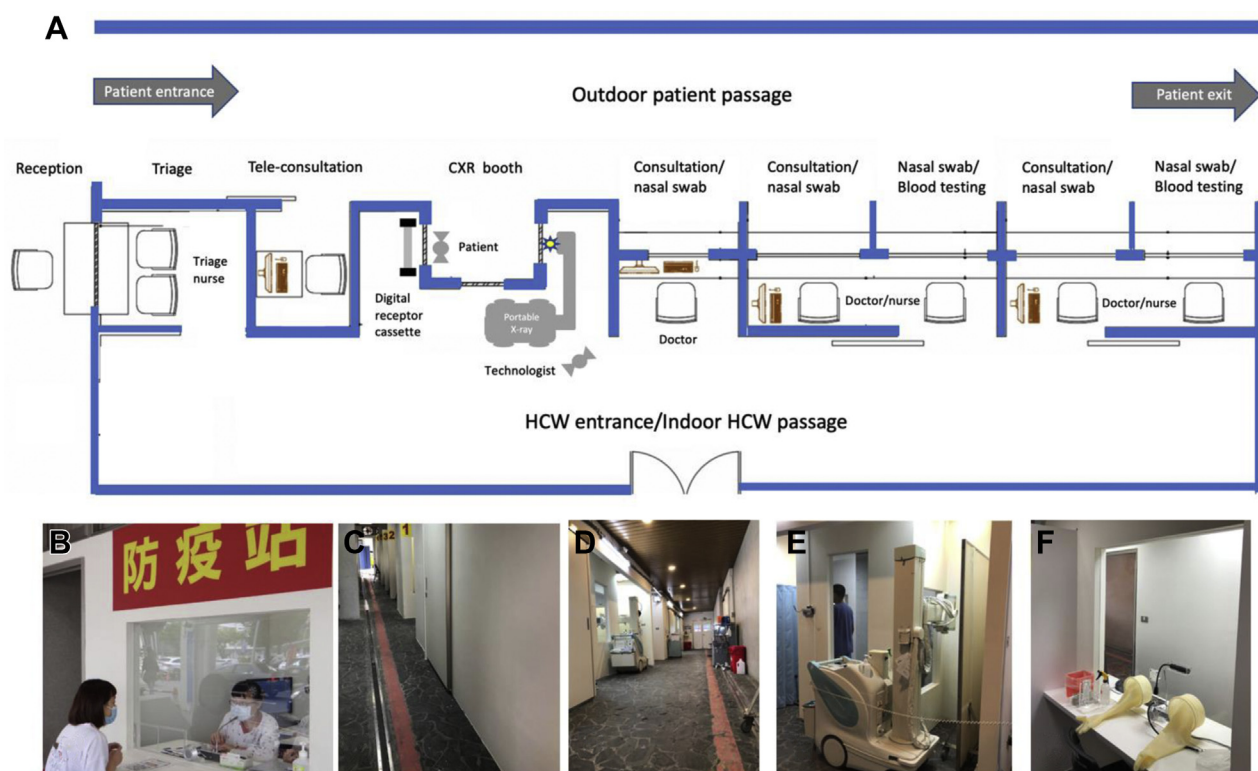 A
Patient entrance
Outdoor patient passage
Patient exit
Reception
Triage
Tele-consultation
CXR booth
Consultation/
nasal swab
Consultation/
nasal swab
Nasal swab/
Blood testing
Consultation/
nasal swab
Nasal swab/
Blood testing
Triage
nurse
Patient
Digital
receptor
cassette
Portable
X-ray
Technologist
Doctor
Doctor/nurse
Doctor/nurse
HCW entrance/Indoor HCW passage
B
防疫站
C
1
D
E
F